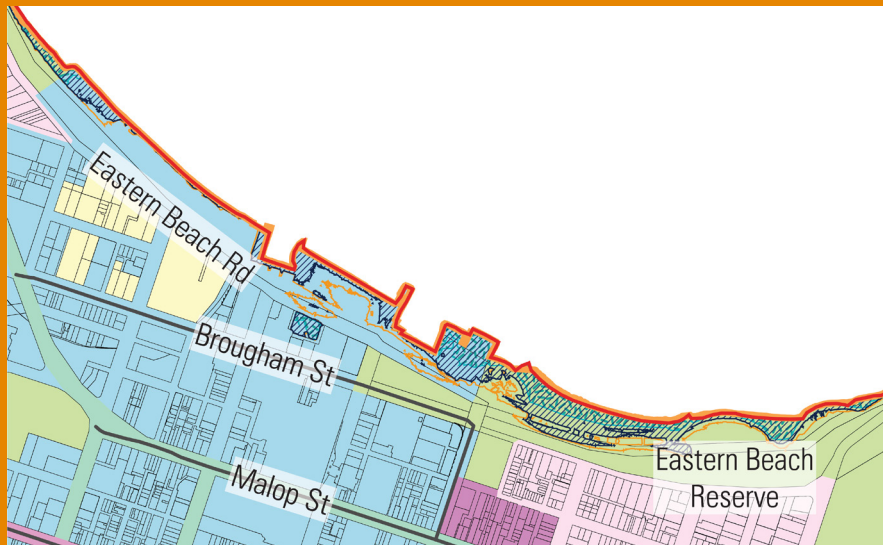 Eastern Beach Rd
Brougham St
Malop St
Eastern Beach
Reserve